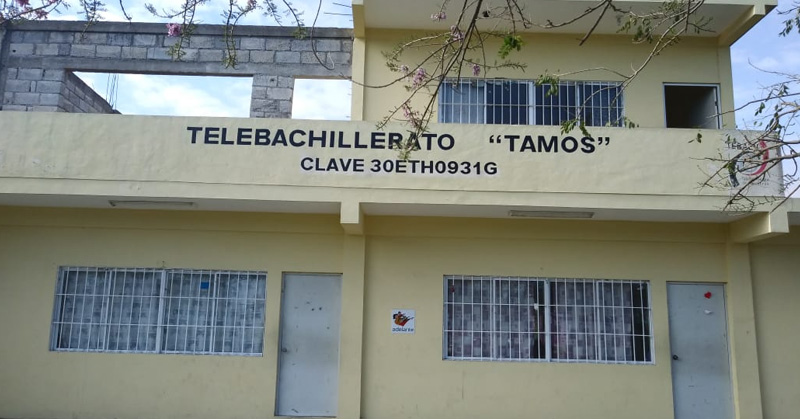 TELEBACHILLERATO “TAMOS”
CLAVE 30ETH0931G